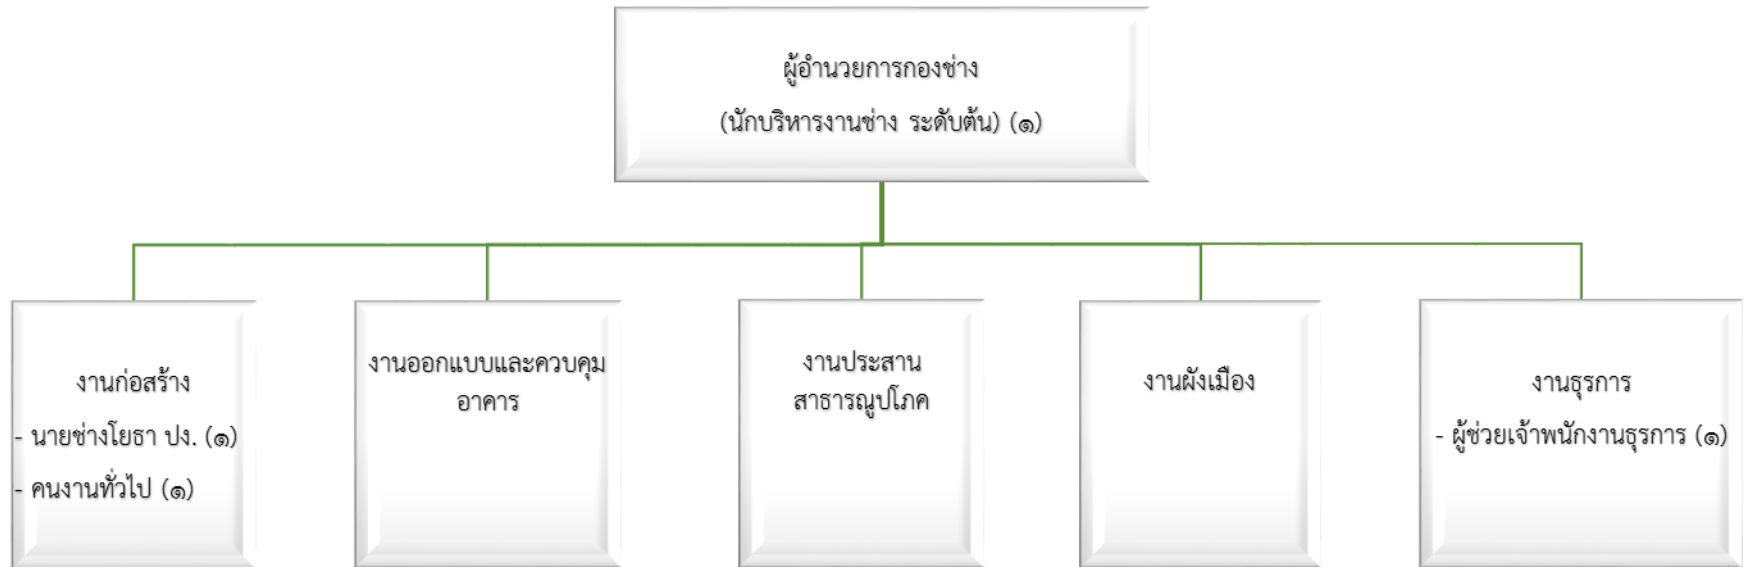 ผู้อำนวยการกองช่าง
(นักบริหารงานช่าง ระดับต้น) (๑)
งานก่อสร้าง
- นายช่างโยธา ปง. (๑)
- คนงานทั่วไป (๑)
งานออกแบบและควบคุม
อาคาร
งานประสาน
สาธารณูปโภค
งานผังเมือง
งานธุรการ
- ผู้ช่วยเจ้าพนักงานธุรการ (๑)